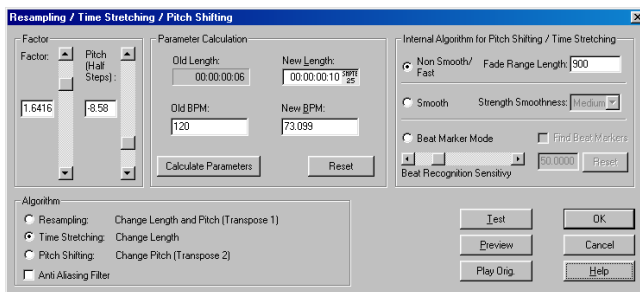 Resampling / Time Stretching / Pitch Shifting
Factor
Factor:
Pitch
(Half
Steps) :
1.6416
-8.58
Parameter Calculation
Old Length:
New Length:
00:00:00:06
00:00:00:10
SMPTE
25
Old BPM:
New BPM:
120
73.099
Calculate Parameters
Reset
Internal Algorithm for Pitch Shifting / Time Stretching
Non Smooth/
Fast
Fade Range Length:
900
Smooth
Strength Smoothness:
Medium
Beat Marker Mode
Find Beat Markers
50.0000
Reset
Beat Recognition Sensitivy
Algorithm
Resampling: Change Length and Pitch (Transpose 1)
Time Stretching: Change Length
Pitch Shifting: Change Pitch (Transpose 2)
Anti Aliasing Filter
Test
OK
Preview
Cancel
Play Orig.
Help